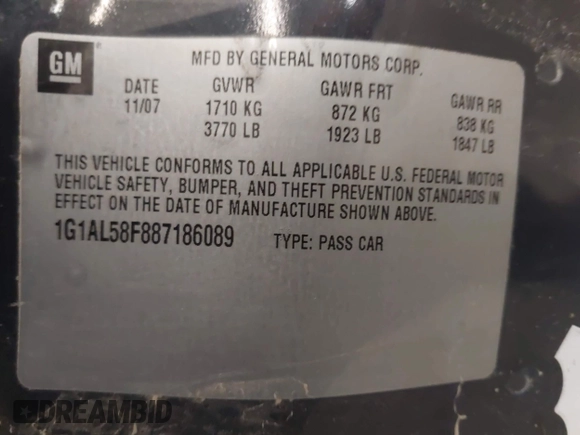 GM
MFD BY GENERAL MOTORS CORP.
DATE GVWR GAWR FRT GAWR RR
11/07 1710 KG 872 KG 838 KG
3770 LB 1923 LB 1847 LB
THIS VEHICLE CONFORMS TO ALL APPLICABLE U.S. FEDERAL MOTOR
VEHICLE SAFETY, BUMPER, AND THEFT PREVENTION STANDARDS IN
EFFECT ON THE DATE OF MANUFACTURE SHOWN ABOVE.
1G1AL58F887186089 TYPE: PASS CAR
DREAMBID